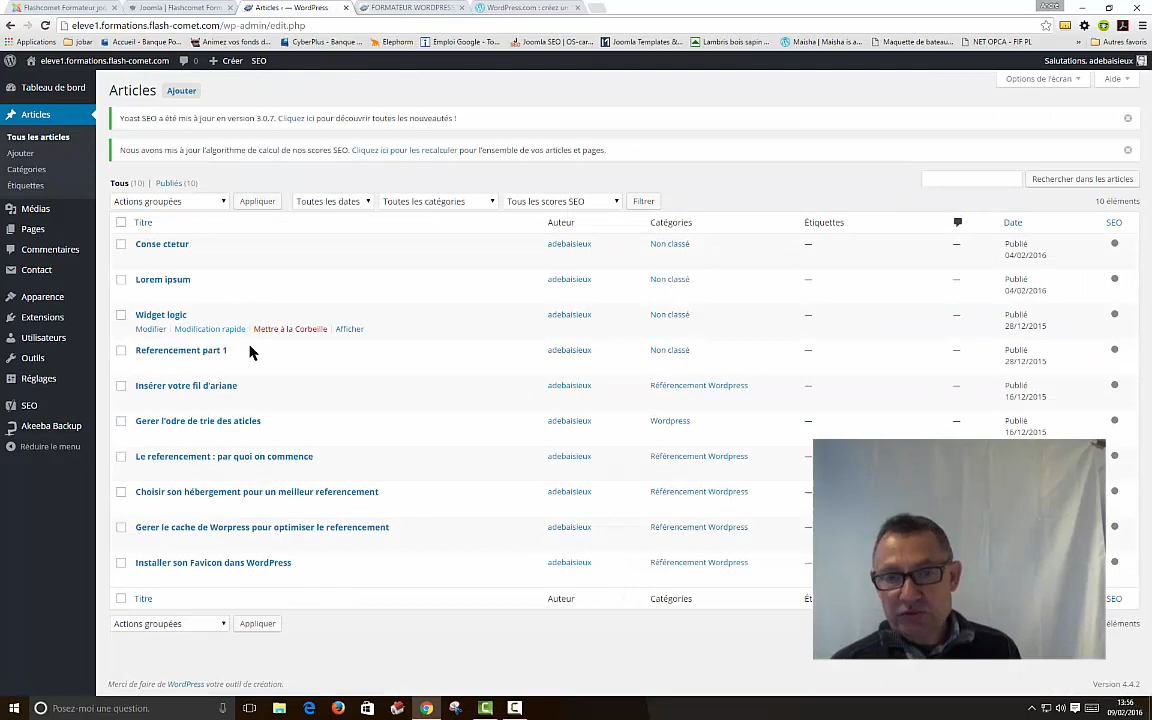 André
Flashcomet Formateur jo
Joomla | Flashcomet Form
Articles ‹ — WordPress
FORMATEUR WORDPRESS
WordPress.com : créez un
eleve1.formations.flash-comet.com/wp-admin/edit.php
Applications jobar Accueil - Banque Po... Animez vos fonds d... CyberPlus - Banque ... Elephorm Emploi Google - To... Joomla SEO | OS-car... Joomla Templates &... Lambris bois sapin ... Maisha | Maisha is a... Maquette de bateau... NET OPCA - FIF PL » Autres favoris
eleve1.formations.flash-comet.com 0 Créer SEO Salutations, adebaisieux
Tableau de bord
Articles
Tous les articles
Ajouter
Catégories
Étiquettes
Médias
Pages
Commentaires
Contact
Apparence
Extensions
Utilisateurs
Outils
Réglages
SEO
Akeeba Backup
Réduire le menu
Options de l'écran Aide
Articles Ajouter
Yoast SEO a été mis à jour en version 3.0.7. Cliquez ici pour découvrir toutes les nouveautés !
Nous avons mis à jour l'algorithme de calcul de nos scores SEO. Cliquez ici pour les recalculer pour l'ensemble de vos articles et pages.
Tous (10) | Publiés (10)
Rechercher dans les articles
Actions groupées Appliquer Toutes les dates Toutes les catégories Tous les scores SEO Filtrer 10 éléments
Titre Auteur Catégories Étiquettes Date SEO
Conse ctetur adebaisieux Non classé — — Publié
04/02/2016
Lorem ipsum adebaisieux Non classé — — Publié
04/02/2016
Widget logic adebaisieux Non classé — — Publié
Modifier | Modification rapide | Mettre à la Corbeille | Afficher 28/12/2015
Referencement part 1 adebaisieux Non classé — — Publié
28/12/2015
Insérer votre fil d'ariane adebaisieux Référencement Wordpress — — Publié
16/12/2015
Gerer l'odre de trie des aticles adebaisieux Wordpress — — Publié
16/12/2015
Le referencement : par quoi on commence adebaisieux Référencement Wordpress —
Choisir son hébergement pour un meilleur referencement adebaisieux Référencement Wordpress —
Gerer le cache de Worpress pour optimiser le referencement adebaisieux Référencement Wordpress —
Installer son Favicon dans WordPress adebaisieux Référencement Wordpress —
Titre Auteur Catégories Ét SEO
Actions groupées Appliquer éléments
Merci de faire de WordPress votre outil de création. Version 4.4.2
Posez-moi une question. 13:56
09/02/2016